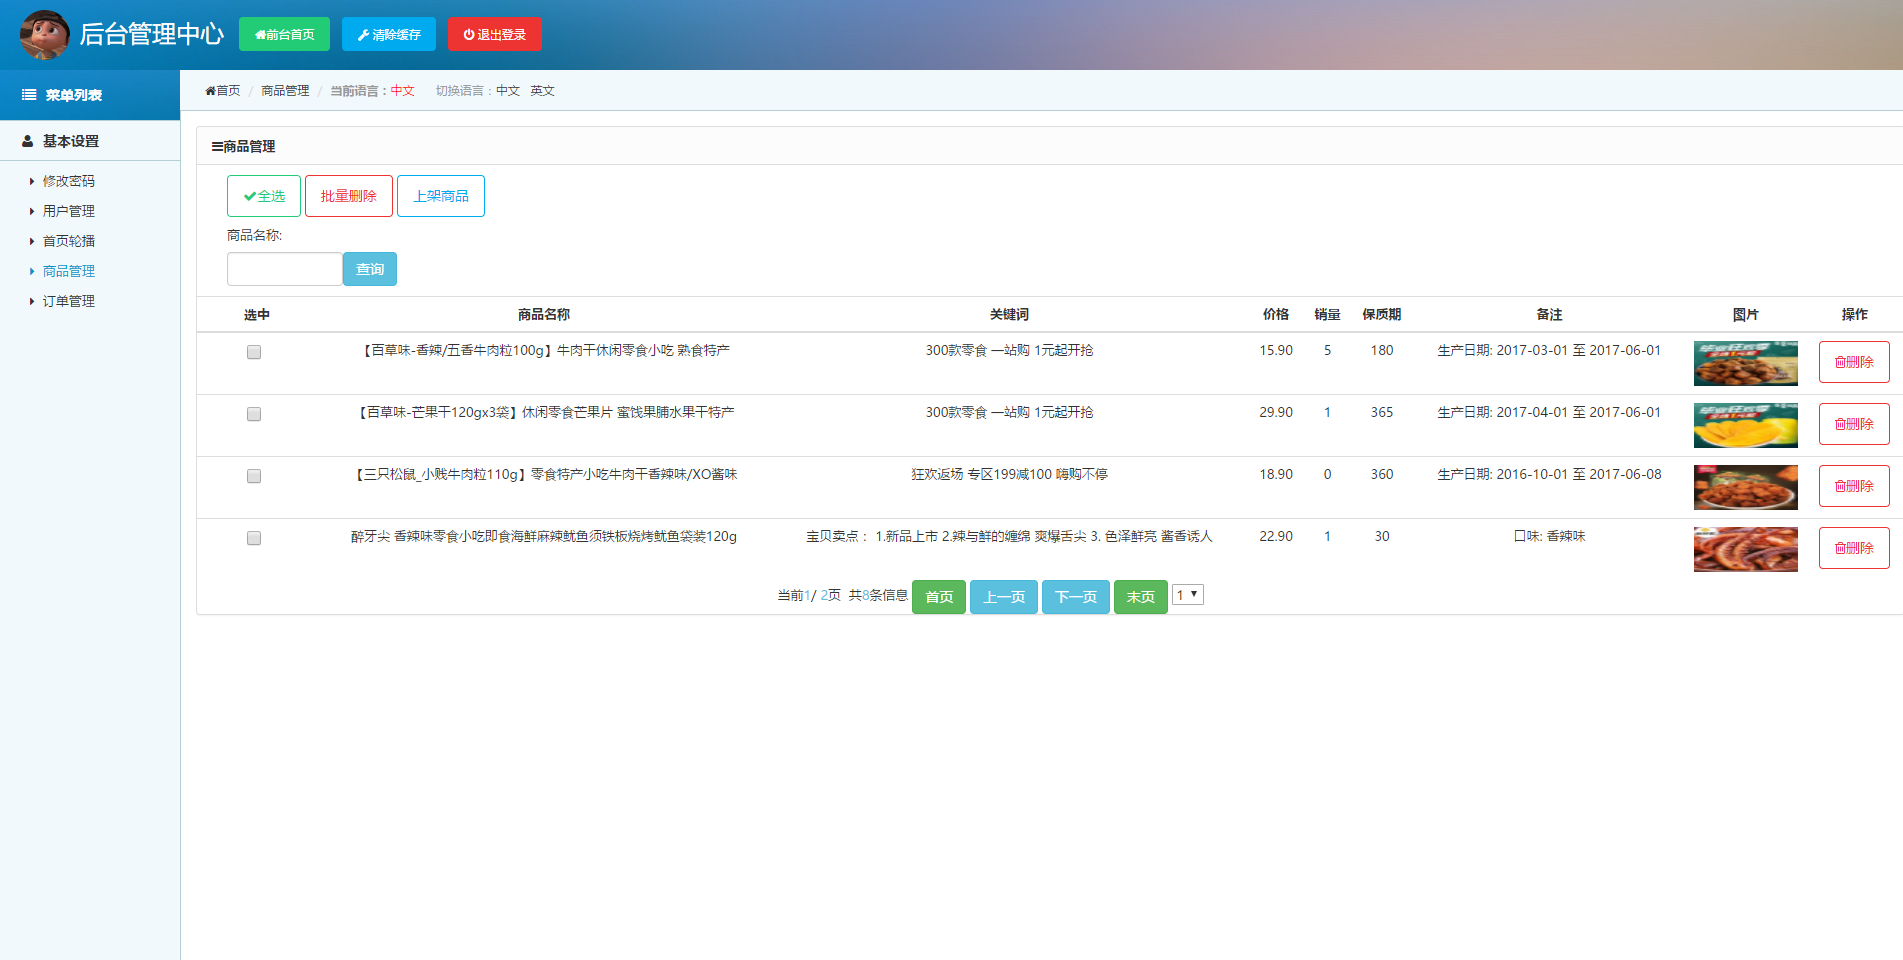 后台管理中心 前台首页 清除缓存 退出登录
菜单列表
首页 / 商品管理 / 当前语言：中文 切换语言：中文 英文
基本设置
修改密码
用户管理
首页轮播
商品管理
订单管理
商品管理
全选 批量删除 上架商品
商品名称:
查询
选中 商品名称 关键词 价格 销量 保质期 备注 图片 操作
【百草味-香辣/五香牛肉粒100g】牛肉干休闲零食小吃 熟食特产 300款零食 一站购 1元起开抢 15.90 5 180 生产日期: 2017-03-01 至 2017-06-01 删除
【百草味-芒果干120gx3袋】休闲零食芒果片 蜜饯果脯水果干特产 300款零食 一站购 1元起开抢 29.90 1 365 生产日期: 2017-04-01 至 2017-06-01 删除
【三只松鼠_小贱牛肉粒110g】零食特产小吃牛肉干香辣味/XO酱味 狂欢返场 专区199减100 嗨购不停 18.90 0 360 生产日期: 2016-10-01 至 2017-06-08 删除
醉牙尖 香辣味零食小吃即食海鲜麻辣鱿鱼须铁板烧烤鱿鱼袋装120g 宝贝卖点： 1.新品上市 2.辣与鲜的缠绵 爽爆舌尖 3. 色泽鲜亮 酱香诱人 22.90 1 30 口味: 香辣味 删除
当前1/ 2页 共8条信息 首页 上一页 下一页 末页 1